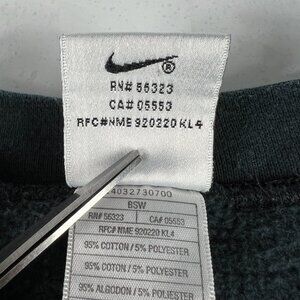 ®
RN# 56323
CA# 05553
RFC#NME 920220 KL4
4032730700
BSW
RN# 56323 CA# 05553
RFC#NME 920220 KL4
95% COTTON / 5% POLYESTER
95% COTON / 5% POLYESTER
95% ALGODON / 5% POLYESTER